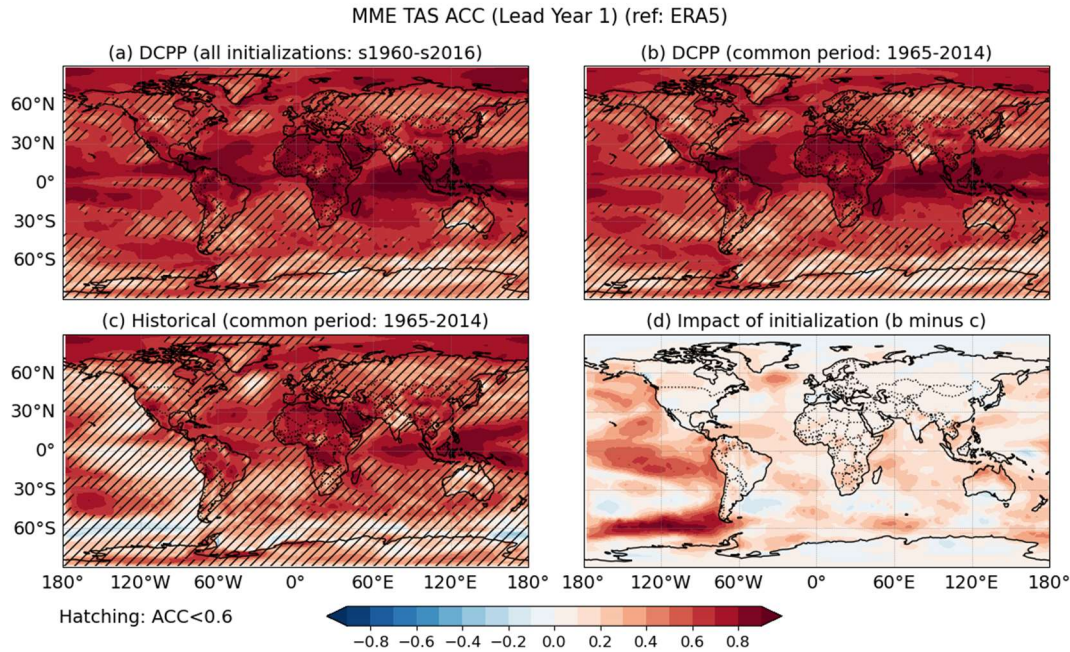 MME TAS ACC (Lead Year 1) (ref: ERA5)
(a) DCPP (all initializations: s1960-s2016)
(b) DCPP (common period: 1965-2014)
60°N
30°N
0°
30°S
60°S
(c) Historical (common period: 1965-2014)
(d) Impact of initialization (b minus c)
60°N
30°N
0°
30°S
60°S
180° 120°W 60°W 0° 60°E 120°E 180° 120°W 60°W 0° 60°E 120°E 180°
Hatching: ACC<0.6
−0.8 −0.6 −0.4 −0.2 0.0 0.2 0.4 0.6 0.8